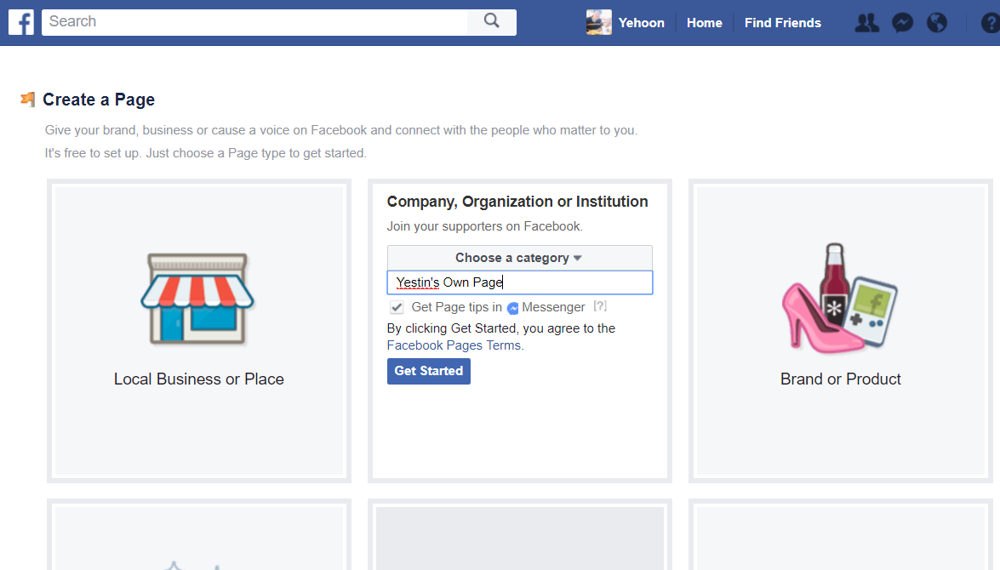 f
Search
Yehoon
Home
Find Friends
?
Create a Page
Give your brand, business or cause a voice on Facebook and connect with the people who matter to you.
It's free to set up. Just choose a Page type to get started.
Local Business or Place
Company, Organization or Institution
Join your supporters on Facebook.
Choose a category
Yestin's Own Page
Get Page tips in Messenger [?]
By clicking Get Started, you agree to the
Facebook Pages Terms.
Get Started
Brand or Product